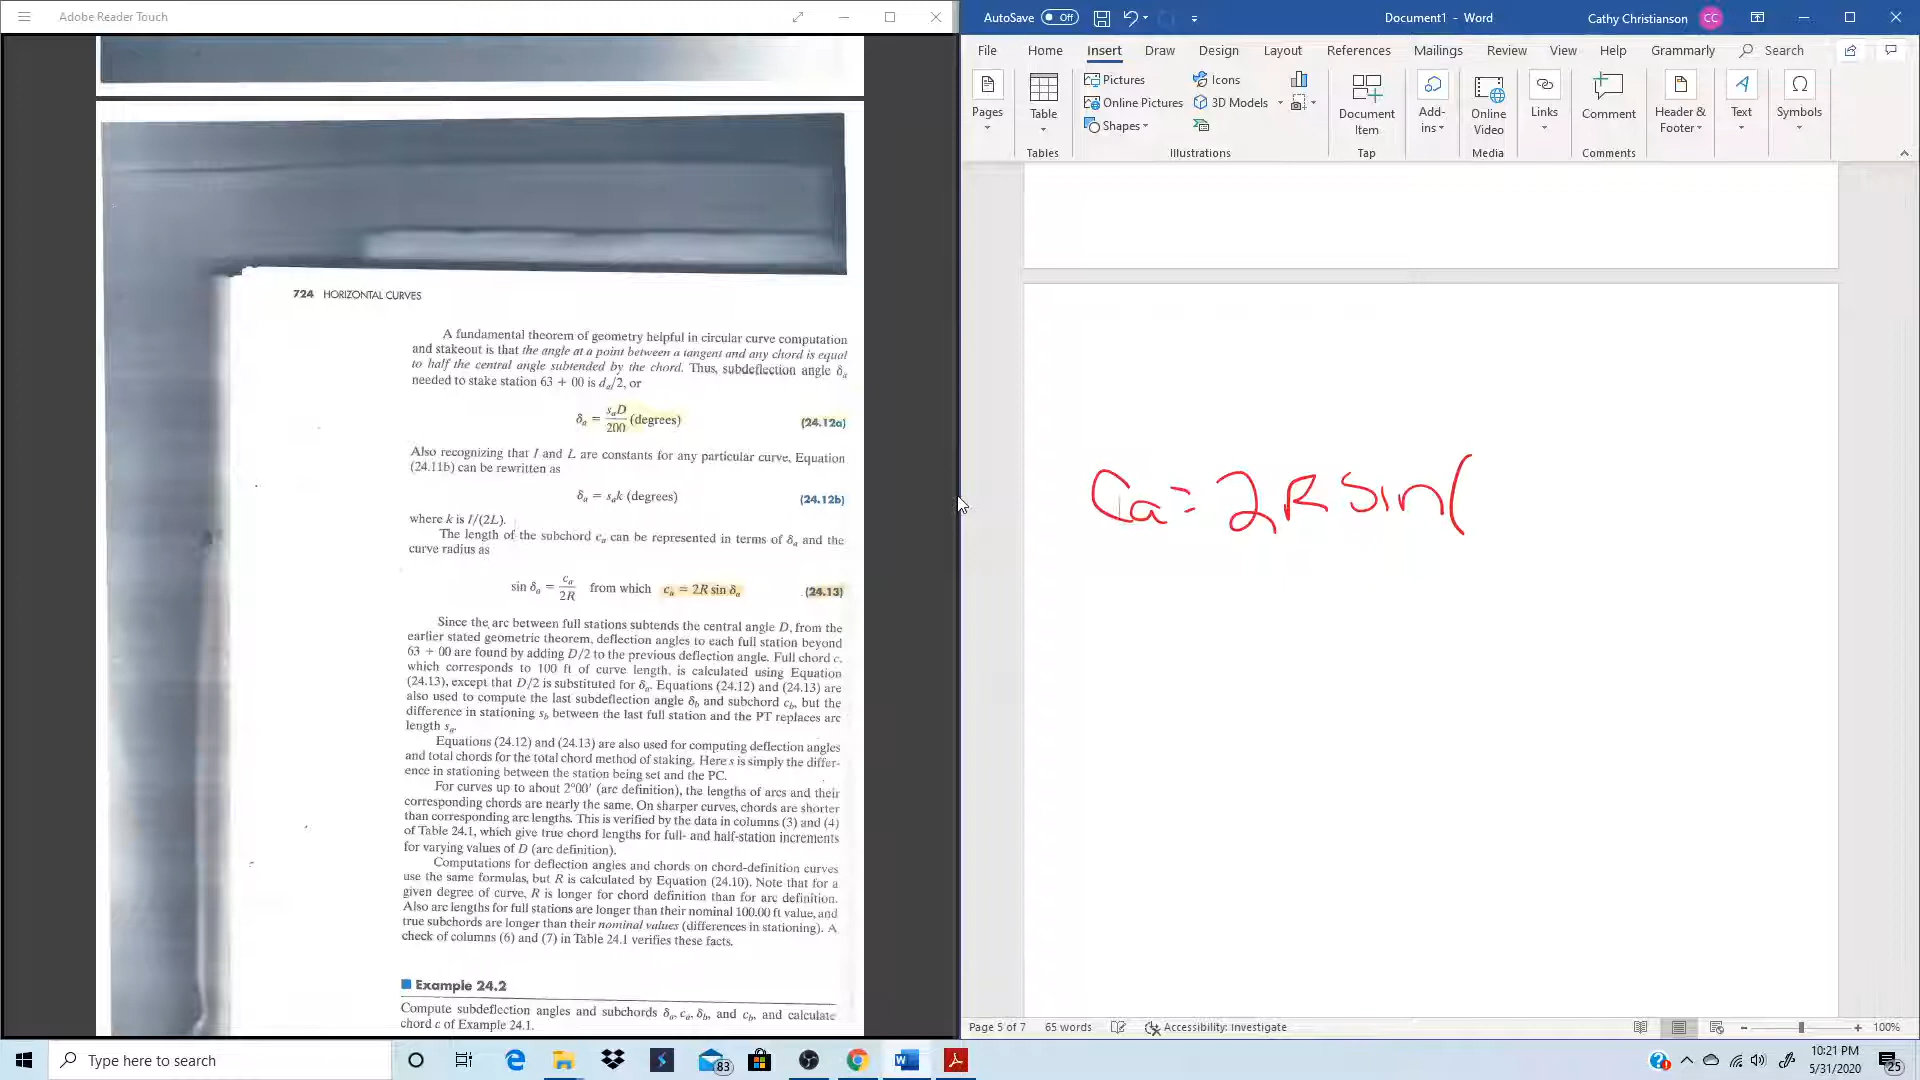 Adobe Reader Touch
AutoSave Off
Document1 - Word
Cathy Christianson CC
File Home Insert Draw Design Layout References Mailings Review View Help Grammarly Search
Pages
Table
Tables
Pictures
Online Pictures
Shapes
Icons
3D Models
Illustrations
Document Item
Tap
Add-ins
Online Video
Media
Links
Comment
Comments
Header & Footer
Text
Symbols
724 HORIZONTAL CURVES
A fundamental theorem of geometry helpful in circular curve computation
and stakeout is that the angle at a point between a tangent and any chord is equal
to half the central angle subtended by the chord. Thus, subdeflection angle δa
needed to stake station 63 + 00 is da/2, or
δa = saD/200 (degrees) (24.12a)
Also recognizing that I and L are constants for any particular curve, Equation
(24.11b) can be rewritten as
δa = sak (degrees) (24.12b)
where k is I/(2L).
The length of the subchord ca can be represented in terms of δa and the
curve radius as
sin δa = ca/2R from which ca = 2R sin δa (24.13)
Since the arc between full stations subtends the central angle D, from the
earlier stated geometric theorem, deflection angles to each full station beyond
63 + 00 are found by adding D/2 to the previous deflection angle. Full chord c,
which corresponds to 100 ft of curve length, is calculated using Equation
(24.13), except that D/2 is substituted for δa. Equations (24.12) and (24.13) are
also used to compute the last subdeflection angle δb and subchord cb, but the
difference in stationing sb between the last full station and the PT replaces arc
length sa.
Equations (24.12) and (24.13) are also used for computing deflection angles
and total chords for the total chord method of staking. Here s is simply the differ-
ence in stationing between the station being set and the PC.
For curves up to about 2°00′ (arc definition), the lengths of arcs and their
corresponding chords are nearly the same. On sharper curves, chords are shorter
than corresponding arc lengths. This is verified by the data in columns (3) and (4)
of Table 24.1, which give true chord lengths for full- and half-station increments
for varying values of D (arc definition).
Computations for deflection angles and chords on chord-definition curves
use the same formulas, but R is calculated by Equation (24.10). Note that for a
given degree of curve, R is longer for chord definition than for arc definition.
Also arc lengths for full stations are longer than their nominal 100.00 ft value, and
true subchords are longer than their nominal values (differences in stationing). A
check of columns (6) and (7) in Table 24.1 verifies these facts.
Example 24.2
Compute subdeflection angles and subchords δa, ca, δb, and cb, and calculate
chord c of Example 24.1.
Ca = 2R sin(
Page 5 of 7 65 words Accessibility: Investigate 100%
Type here to search
83
10:21 PM
5/31/2020
25